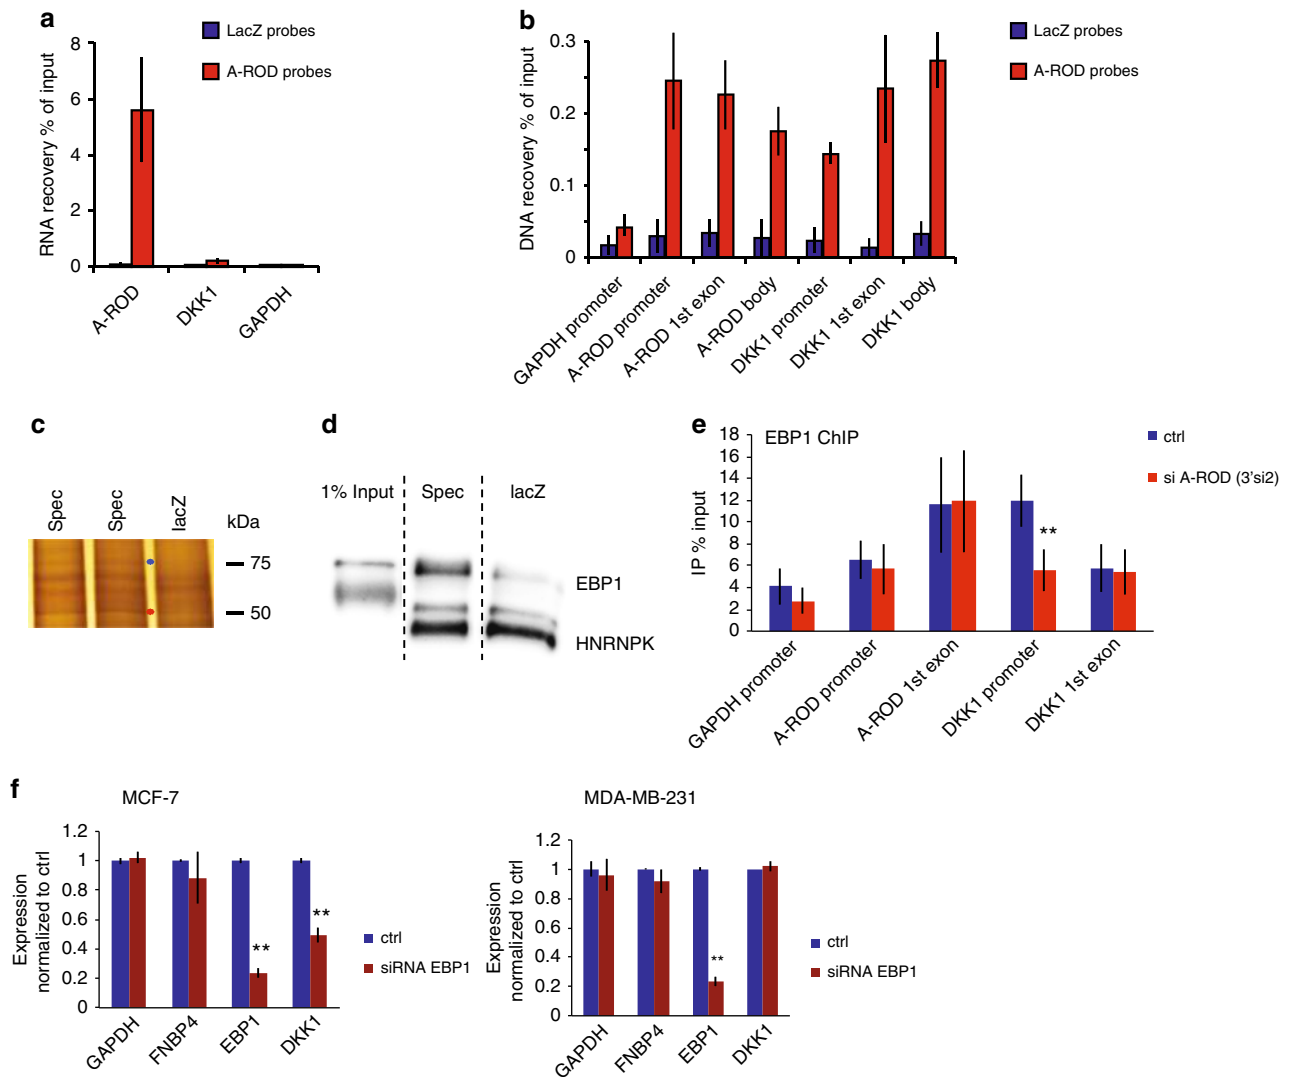 a
LacZ probes
A-ROD probes
RNA recovery % of input
8
6
4
2
0
A-ROD
DKK1
GAPDH
b
LacZ probes
A-ROD probes
DNA recovery % of input
0.3
0.2
0.1
0
GAPDH promoter
A-ROD promoter
A-ROD 1st exon
A-ROD body
DKK1 promoter
DKK1 1st exon
DKK1 body
c
Spec
Spec
lacZ
kDa
75
50
d
1% Input
Spec
lacZ
EBP1
HNRNPK
e
EBP1 ChIP
ctrl
si A-ROD (3'si2)
IP % input
18
16
14
12
10
8
6
4
2
0
**
GAPDH promoter
A-ROD promoter
A-ROD 1st exon
DKK1 promoter
DKK1 1st exon
f
MCF-7
Expression
normalized to ctrl
1.2
1
0.8
0.6
0.4
0.2
0
**
**
GAPDH
FNBP4
EBP1
DKK1
ctrl
siRNA EBP1
MDA-MB-231
Expression
normalized to ctrl
1.2
1
0.8
0.6
0.4
0.2
0
**
GAPDH
FNBP4
EBP1
DKK1
ctrl
siRNA EBP1